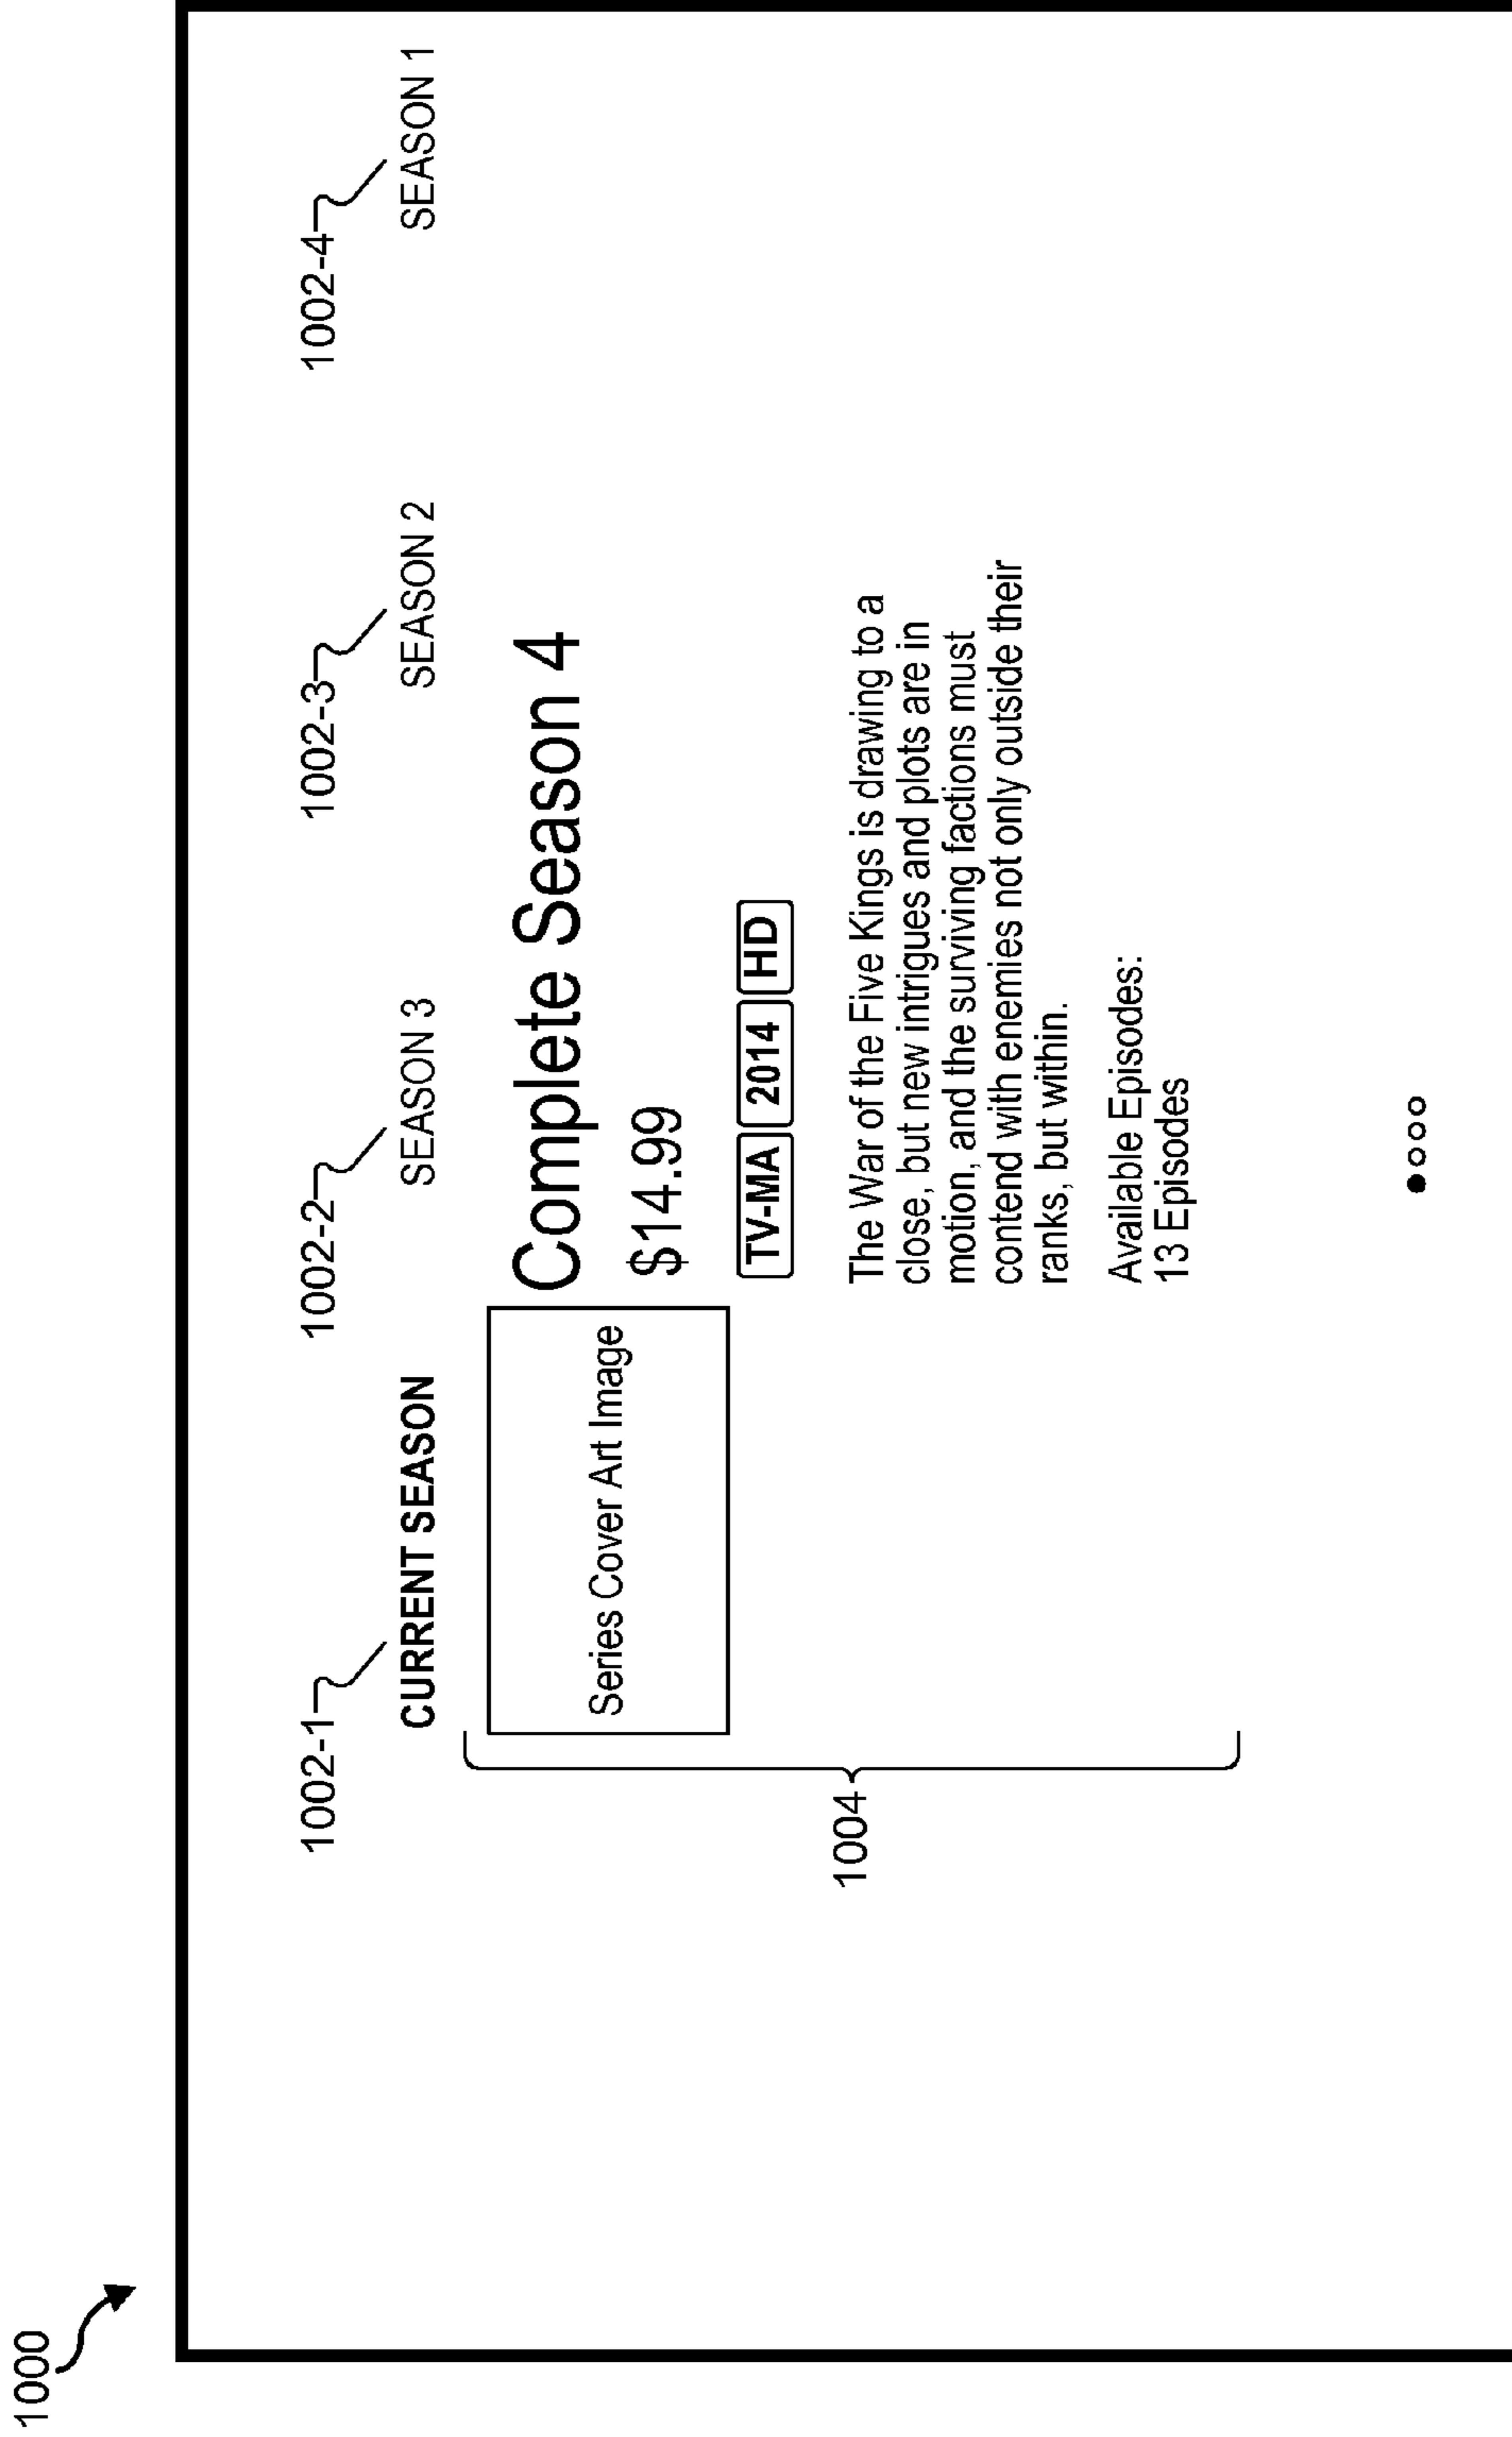 1000
1002-1
1002-2
1002-3
1002-4
CURRENT SEASON
SEASON 3
SEASON 2
SEASON 1
Series Cover Art Image
Complete Season 4
$14.99
TV-MA 2014 HD
The War of the Five Kings is drawing to a
close, but new intrigues and plots are in
motion, and the surviving factions must
contend with enemies not only outside their
ranks, but within.
Available Episodes:
13 Episodes
1004